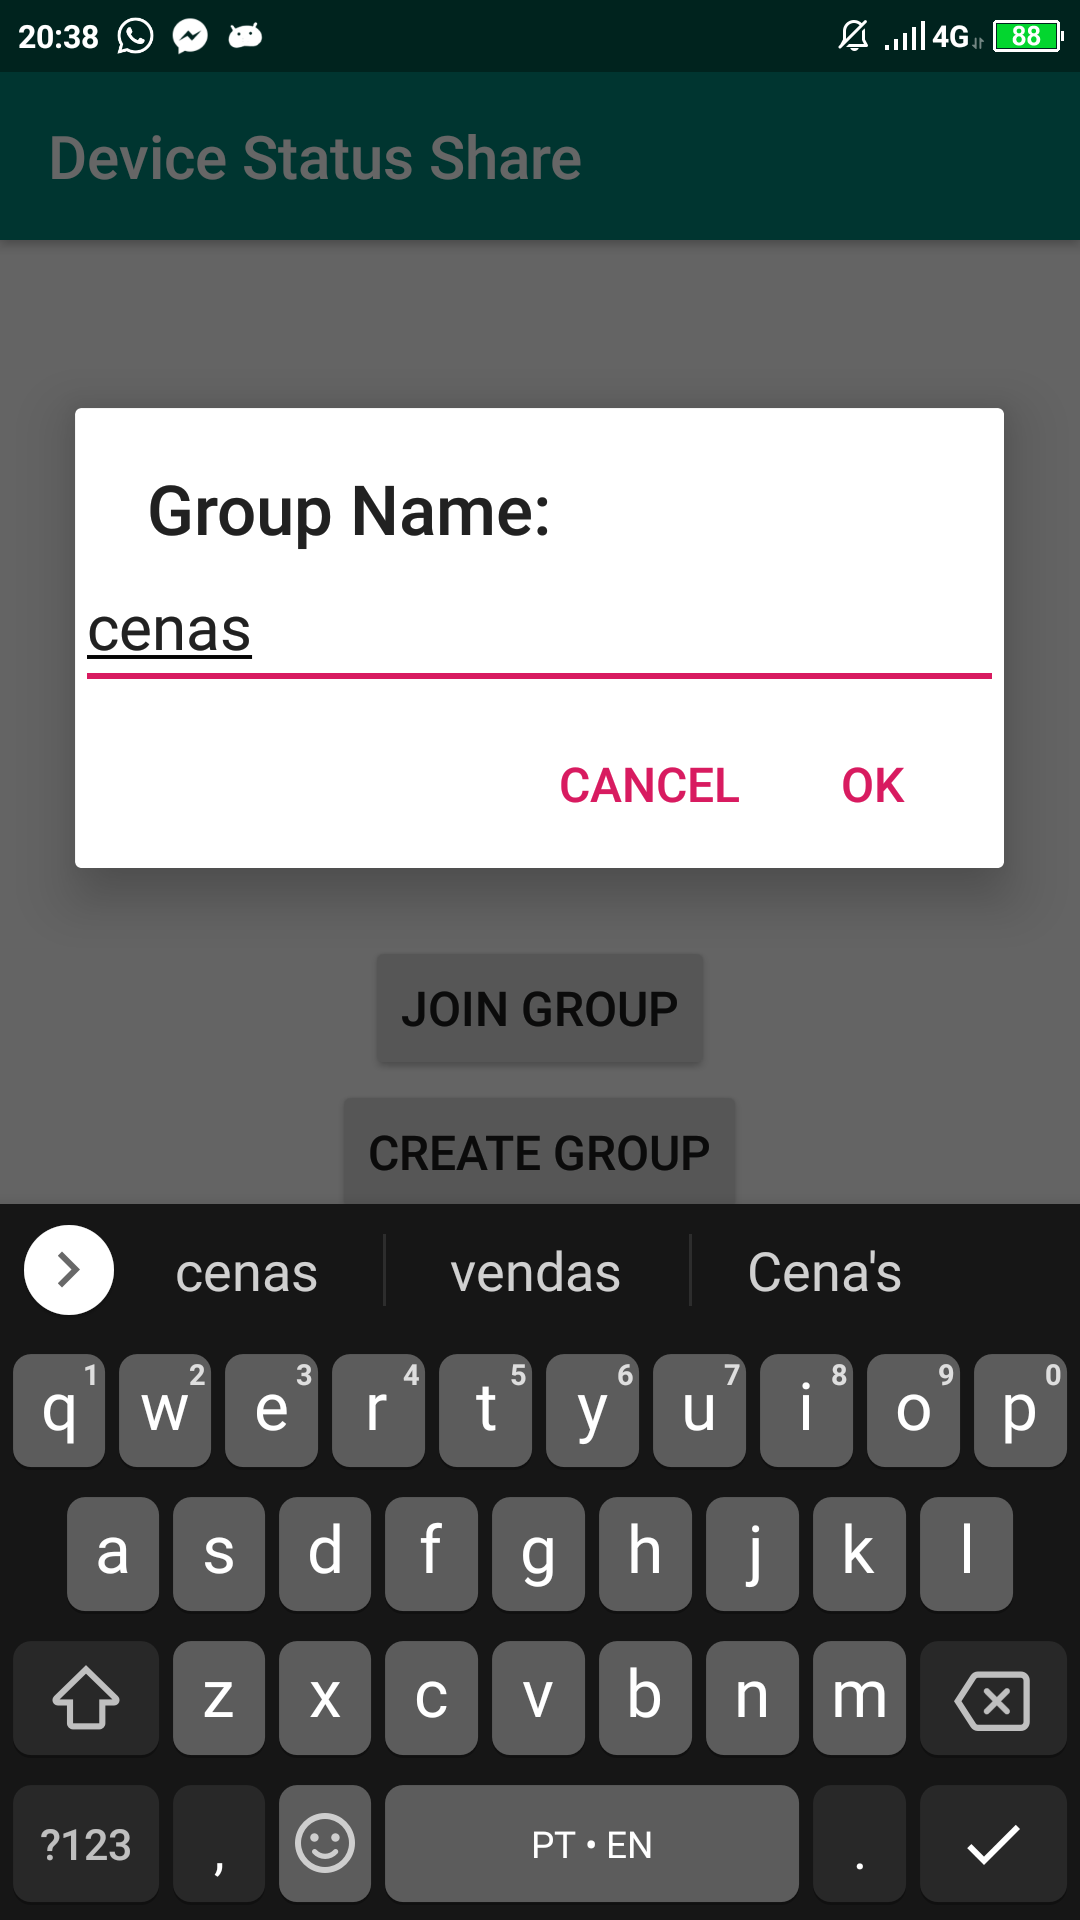 20:38 4G 88
Device Status Share
Group Name:
cenas
CANCEL OK
JOIN GROUP
CREATE GROUP
cenas vendas Cena's
1 2 3 4 5 6 7 8 9 0
q w e r t y u i o p
a s d f g h j k l
z x c v b n m
?123 , PT • EN .